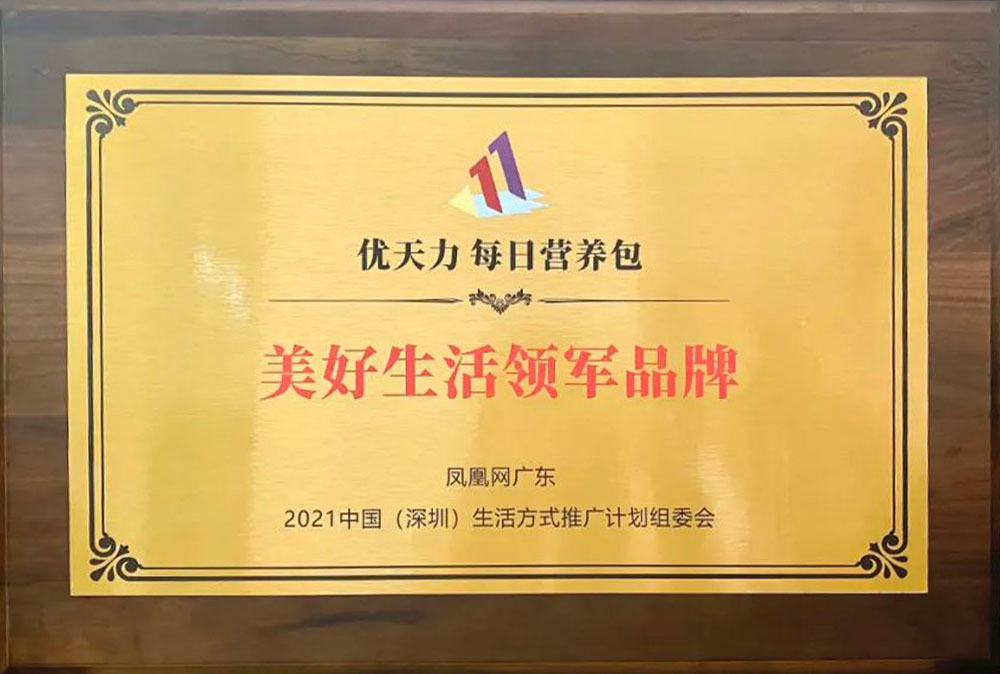 优天力 每日营养包
美好生活领军品牌
凤凰网广东
2021中国（深圳）生活方式推广计划组委会